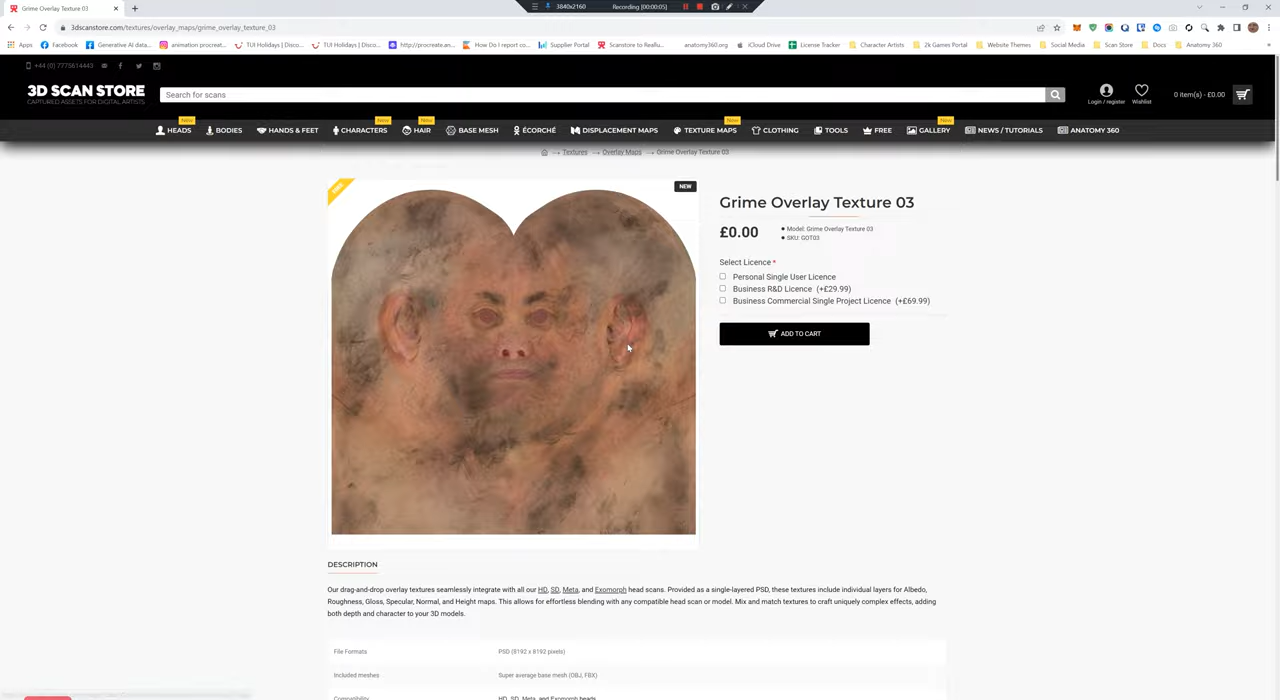 Grime Overlay Texture 03
3840x2160 Recording [00:00:05]
3dscanstore.com/textures/overlay_maps/grime_overlay_texture_03
Apps Facebook Generative AI data... animation procreat... TUI Holidays | Disco... TUI Holidays | Disco... http://procreate.an... How Do I report co... Supplier Portal Scanstore to Reallu... anatomy360.org iCloud Drive License Tracker Character Artists 2k Games Portal Website Themes Social Media Scan Store Docs Anatomy 360
+44 (0) 7775614443
3D SCAN STORE
CAPTURED ASSETS FOR DIGITAL ARTISTS
Search for scans
Login / register
Wishlist
0 item(s) - £0.00
New New New New
HEADS BODIES HANDS & FEET CHARACTERS HAIR BASE MESH ÉCORCHÉ DISPLACEMENT MAPS TEXTURE MAPS CLOTHING TOOLS FREE GALLERY NEWS / TUTORIALS ANATOMY 360
New
Textures Overlay Maps Grime Overlay Texture 03
NEW
Grime Overlay Texture 03
£0.00
Model: Grime Overlay Texture 03
SKU: GOT03
Select Licence *
Personal Single User Licence
Business R&D Licence (+£29.99)
Business Commercial Single Project Licence (+£69.99)
ADD TO CART
DESCRIPTION
Our drag-and-drop overlay textures seamlessly integrate with all our HD, SD, Meta, and Exomorph head scans. Provided as a single-layered PSD, these textures include individual layers for Albedo,
Roughness, Gloss, Specular, Normal, and Height maps. This allows for effortless blending with any compatible head scan or model. Mix and match textures to craft uniquely complex effects, adding
both depth and character to your 3D models.
File Formats PSD (8192 x 8192 pixels)
Included meshes Super average base mesh (OBJ, FBX)
Compatibility HD, SD, Meta, and Exomorph heads